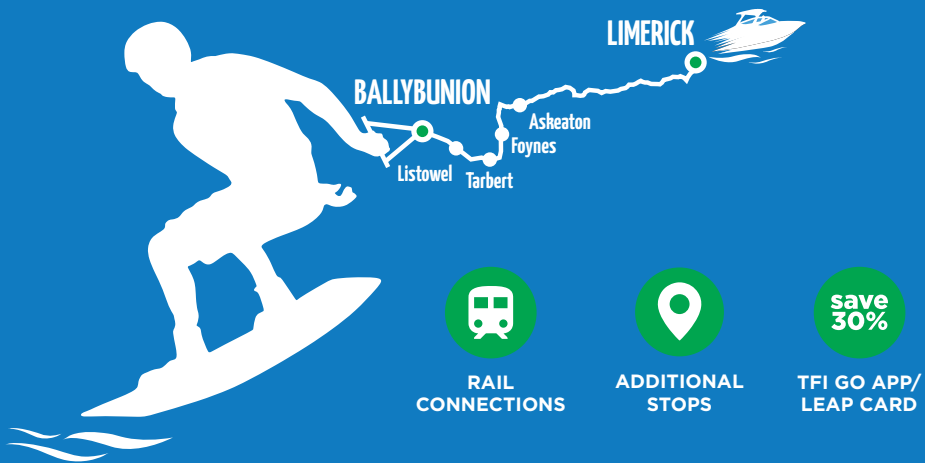 LIMERICK
BALLYBUNION
Askeaton
Foynes
Listowel
Tarbert
save
30%
RAIL
CONNECTIONS
ADDITIONAL
STOPS
TFI GO APP/
LEAP CARD